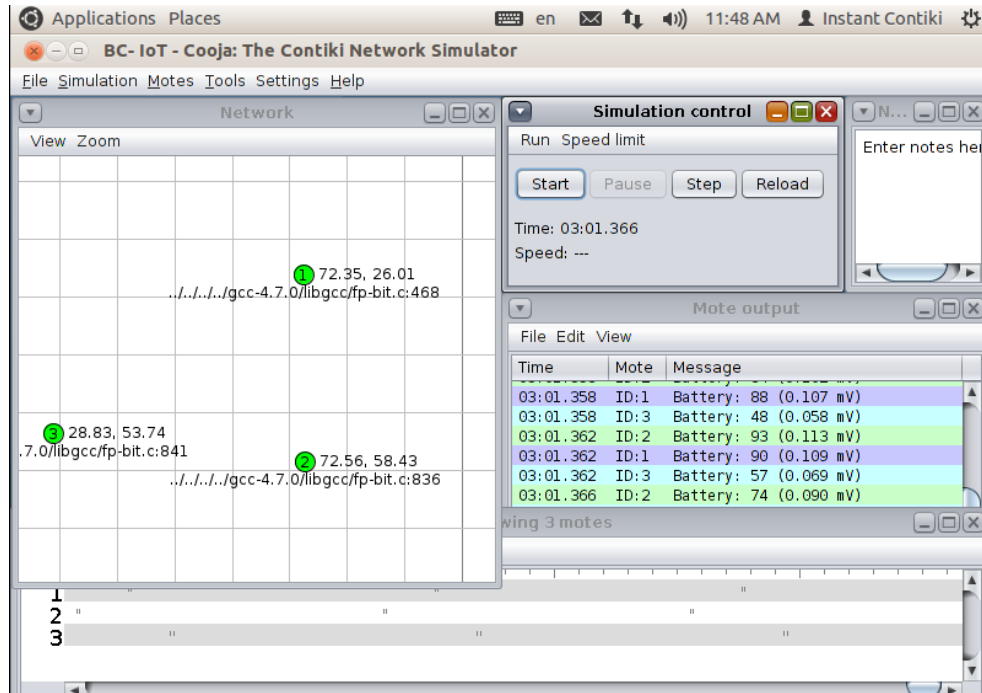 Applications Places en 11:48 AM Instant Contiki
BC- IoT - Cooja: The Contiki Network Simulator
File Simulation Motes Tools Settings Help
Network
View Zoom
1 72.35, 26.01
../../../../gcc-4.7.0/libgcc/fp-bit.c:468
3 28.83, 53.74
.7.0/libgcc/fp-bit.c:841
2 72.56, 58.43
../../../../gcc-4.7.0/libgcc/fp-bit.c:836
Simulation control
Run Speed limit
Start Pause Step Reload
Time: 03:01.366
Speed: ---
N...
Enter notes her
Mote output
File Edit View
Time Mote Message
03:01.358 ID:1 Battery: 88 (0.107 mV)
03:01.358 ID:3 Battery: 48 (0.058 mV)
03:01.362 ID:2 Battery: 93 (0.113 mV)
03:01.362 ID:1 Battery: 90 (0.109 mV)
03:01.362 ID:3 Battery: 57 (0.069 mV)
03:01.366 ID:2 Battery: 74 (0.090 mV)
wing 3 motes
1
2
3